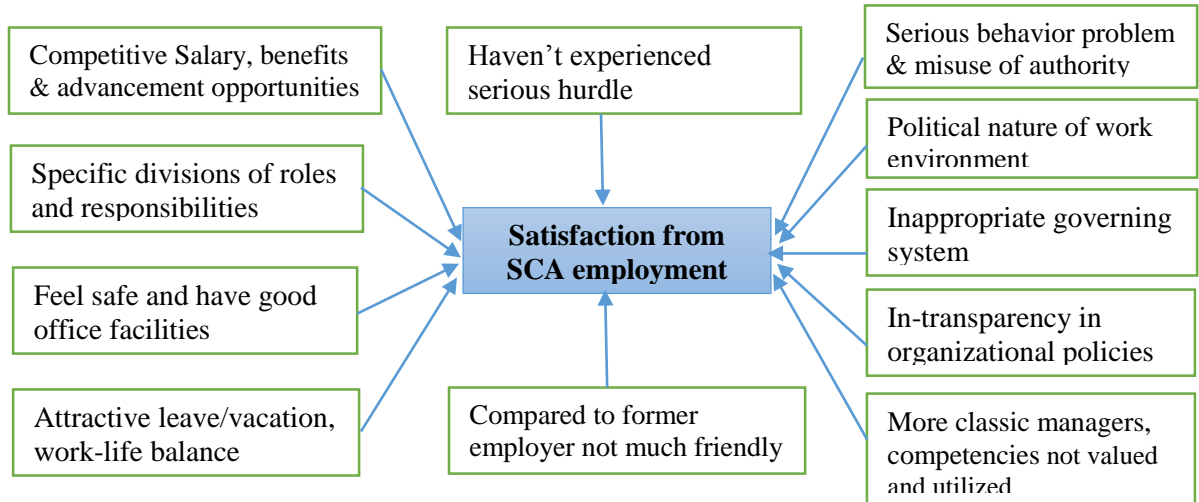 Competitive Salary, benefits
& advancement opportunities
Specific divisions of roles
and responsibilities
Feel safe and have good
office facilities
Attractive leave/vacation,
work-life balance
Haven’t experienced
serious hurdle
Satisfaction from
SCA employment
Compared to former
employer not much friendly
Serious behavior problem
& misuse of authority
Political nature of work
environment
Inappropriate governing
system
In-transparency in
organizational policies
More classic managers,
competencies not valued
and utilized